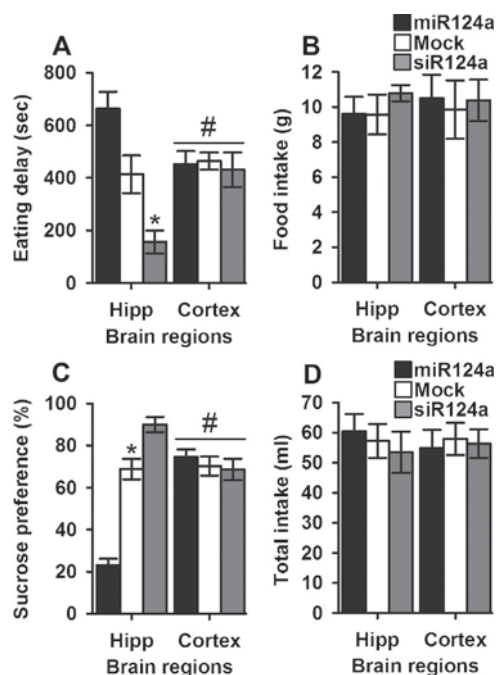 A
Eating delay (sec)
800
600
400
200
0
#
*
Hipp Cortex
Brain regions
miR124a
Mock
siR124a
B
Food intake (g)
14
12
10
8
6
4
2
0
Hipp Cortex
Brain regions
C
Sucrose preference (%)
100
80
60
40
20
0
*
#
Hipp Cortex
Brain regions
miR124a
Mock
siR124a
D
Total intake (ml)
70
60
50
40
30
20
10
0
Hipp Cortex
Brain regions